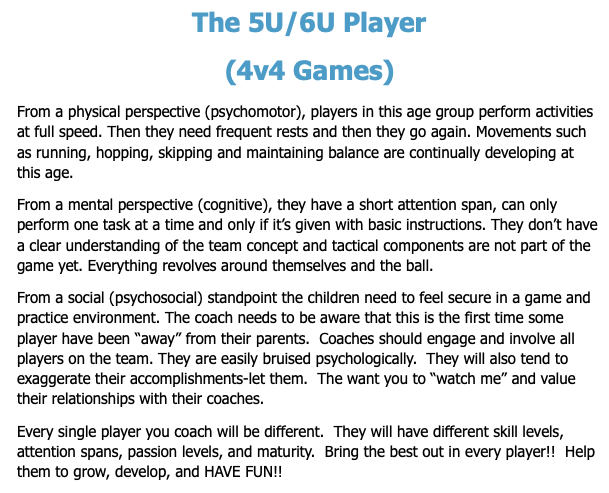 The 5U/6U Player
(4v4 Games)
From a physical perspective (psychomotor), players in this age group perform activities
at full speed. Then they need frequent rests and then they go again. Movements such
as running, hopping, skipping and maintaining balance are continually developing at
this age.
From a mental perspective (cognitive), they have a short attention span, can only
perform one task at a time and only if it’s given with basic instructions. They don’t have
a clear understanding of the team concept and tactical components are not part of the
game yet. Everything revolves around themselves and the ball.
From a social (psychosocial) standpoint the children need to feel secure in a game and
practice environment. The coach needs to be aware that this is the first time some
player have been “away” from their parents.  Coaches should engage and involve all
players on the team. They are easily bruised psychologically.  They will also tend to
exaggerate their accomplishments-let them.  The want you to “watch me” and value
their relationships with their coaches.
Every single player you coach will be different.  They will have different skill levels,
attention spans, passion levels, and maturity.  Bring the best out in every player!!  Help
them to grow, develop, and HAVE FUN!!